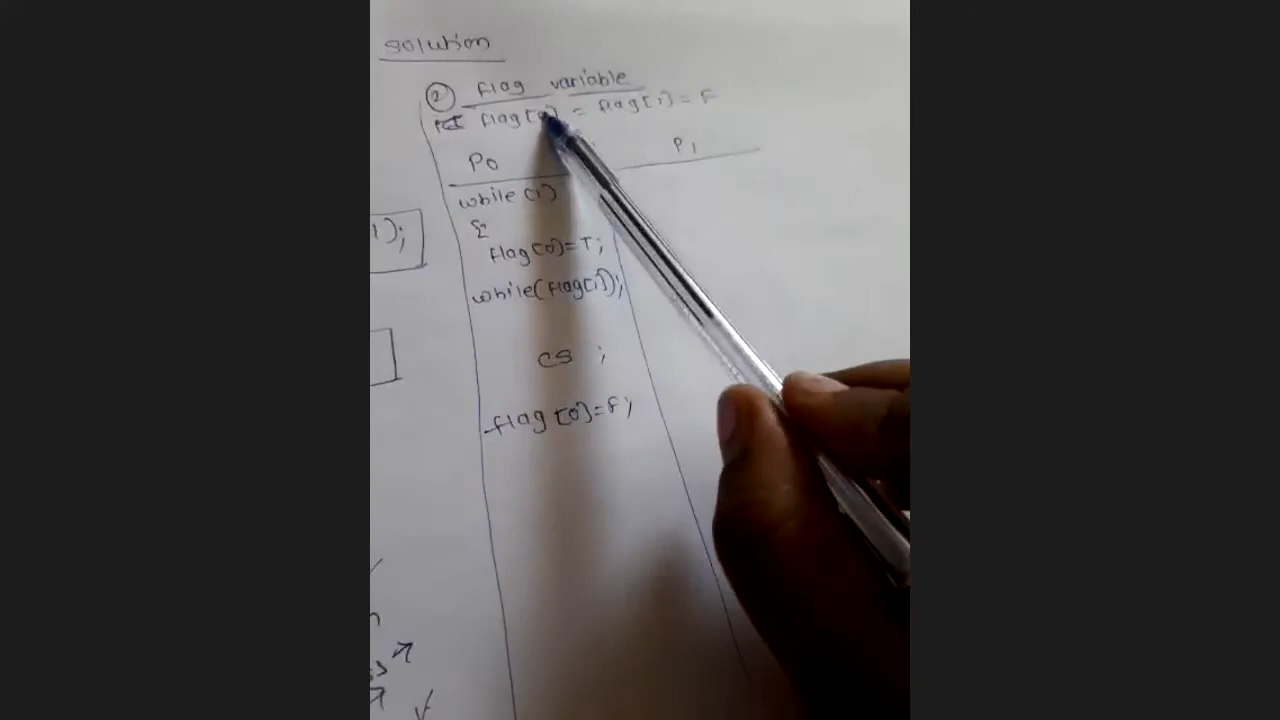 solution
② flag variable
flag[0] = flag[1] = F
P0 P1
while(1)
{
flag[0]=T;
while(flag[1]);
CS ;
flag[0]=F;
1);